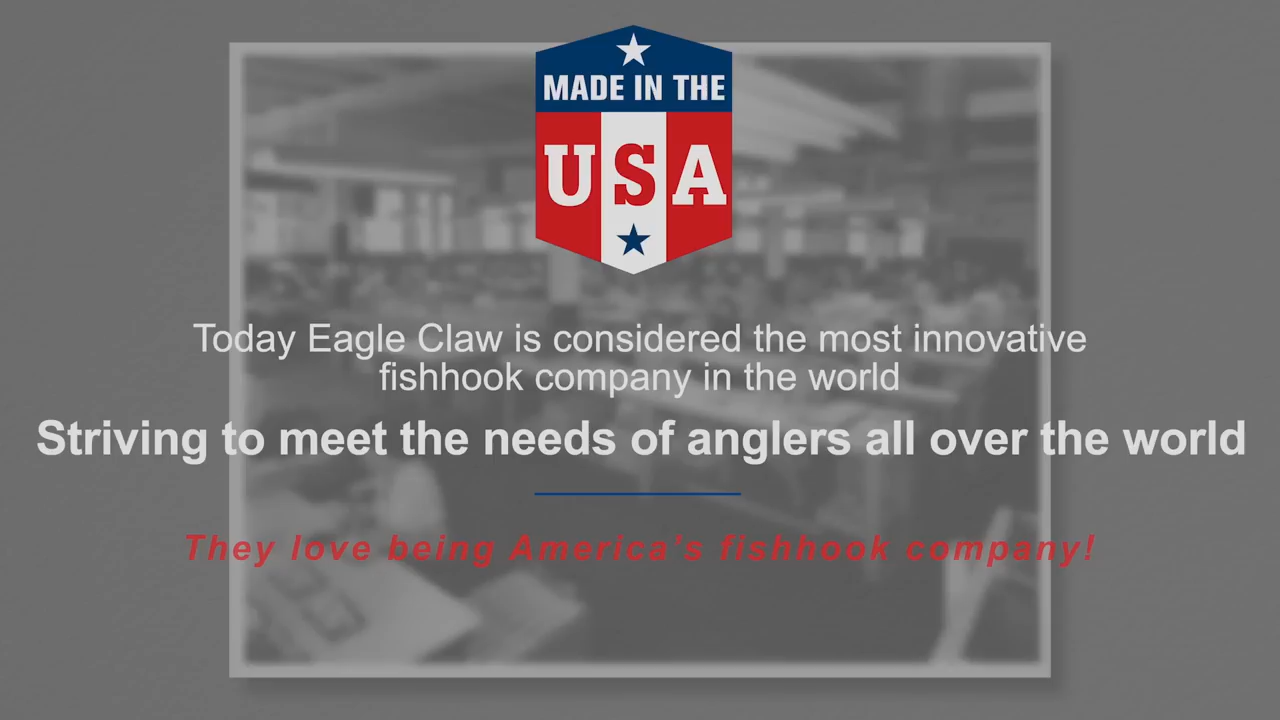 MADE IN THE
USA
Today Eagle Claw is considered the most innovative
fishhook company in the world
Striving to meet the needs of anglers all over the world
They love being America's fishhook company!